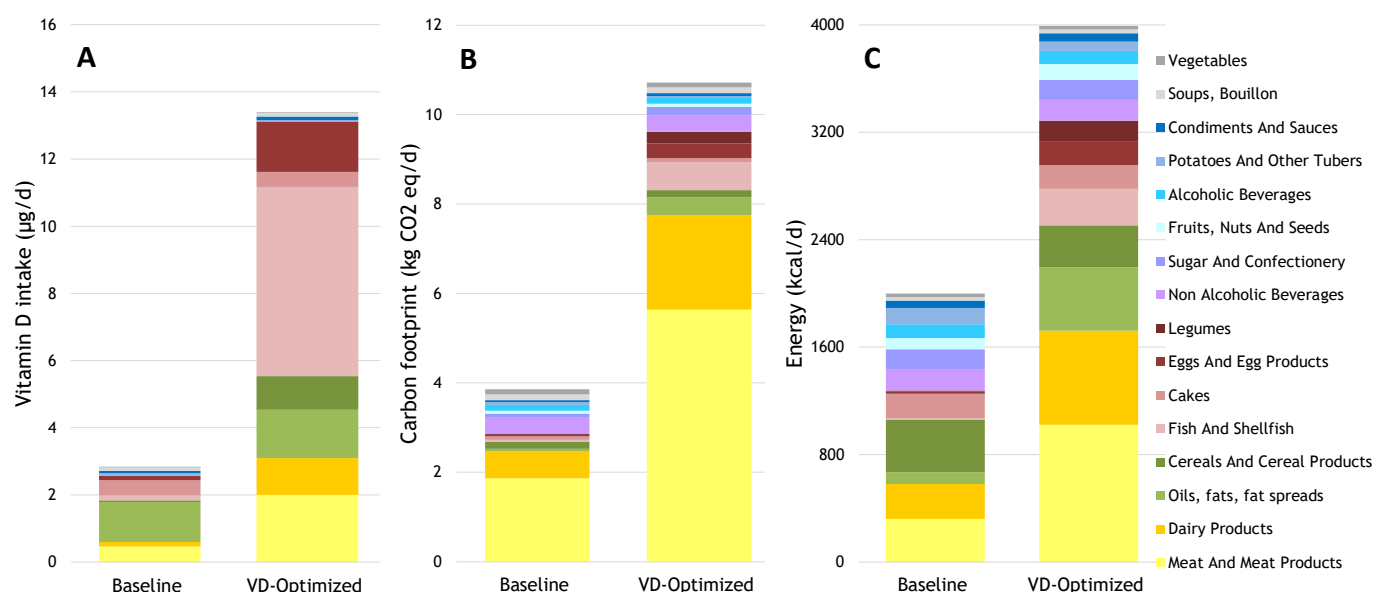 A
Vitamin D intake (µg/d)
16
14
12
10
8
6
4
2
0
Baseline
VD-Optimized
B
Carbon footprint (kg CO2 eq/d)
12
10
8
6
4
2
0
Baseline
VD-Optimized
C
Energy (kcal/d)
4000
3200
2400
1600
800
0
Baseline
VD-Optimized
Vegetables
Soups, Bouillon
Condiments And Sauces
Potatoes And Other Tubers
Alcoholic Beverages
Fruits, Nuts And Seeds
Sugar And Confectionery
Non Alcoholic Beverages
Legumes
Eggs And Egg Products
Cakes
Fish And Shellfish
Cereals And Cereal Products
Oils, fats, fat spreads
Dairy Products
Meat And Meat Products